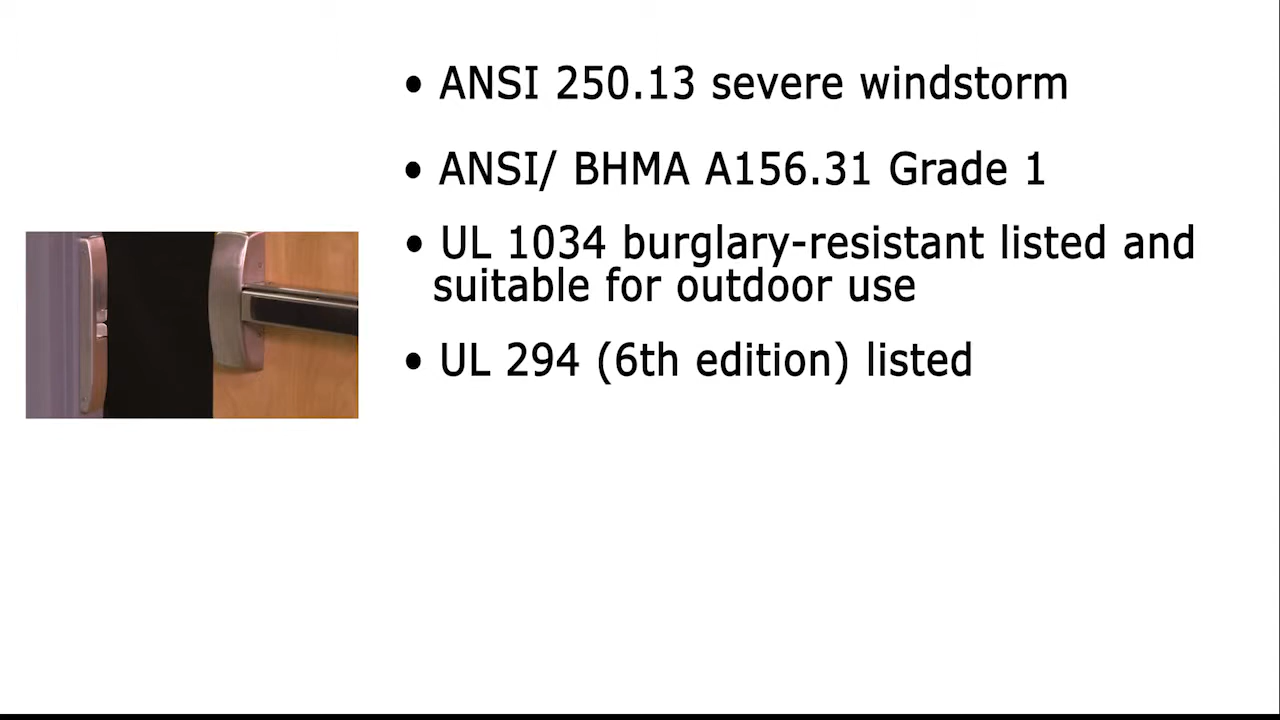 • ANSI 250.13 severe windstorm
• ANSI/ BHMA A156.31 Grade 1
• UL 1034 burglary-resistant listed and
suitable for outdoor use
• UL 294 (6th edition) listed